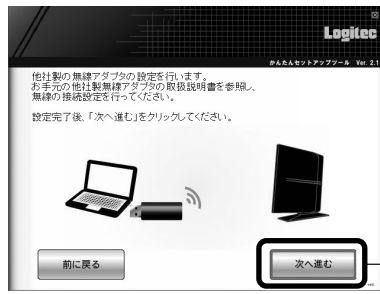 Logitec
かんたんセットアップツール Ver. 2.1
他社製の無線アダプタの設定を行います。
お手元の他社製無線アダプタの取扱説明書を参照し、
無線の接続設定を行ってください。
設定完了後、「次へ進む」をクリックしてください。
前に戻る
次へ進む